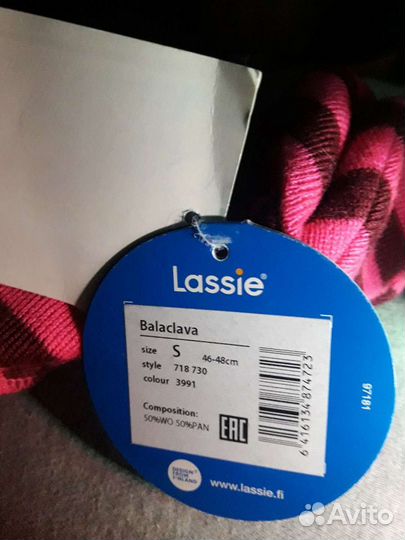 Lassie®
Balaclava
size S 46-48cm
style 718 730
colour 3991
Composition:
50%WO 50%PAN
EAC
6 416134 874723
97181
DESIGN FROM FINLAND
www.lassie.fi
Avito